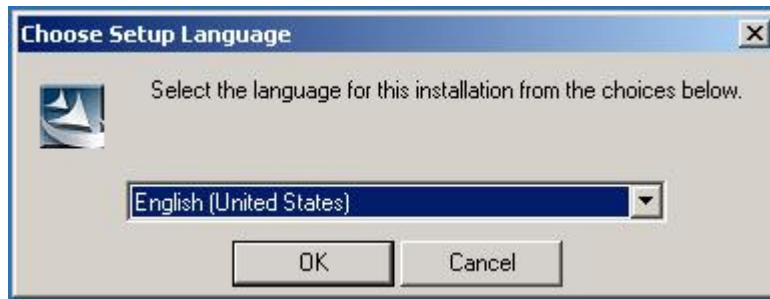 Choose Setup Language
Select the language for this installation from the choices below.
English (United States)
OK
Cancel